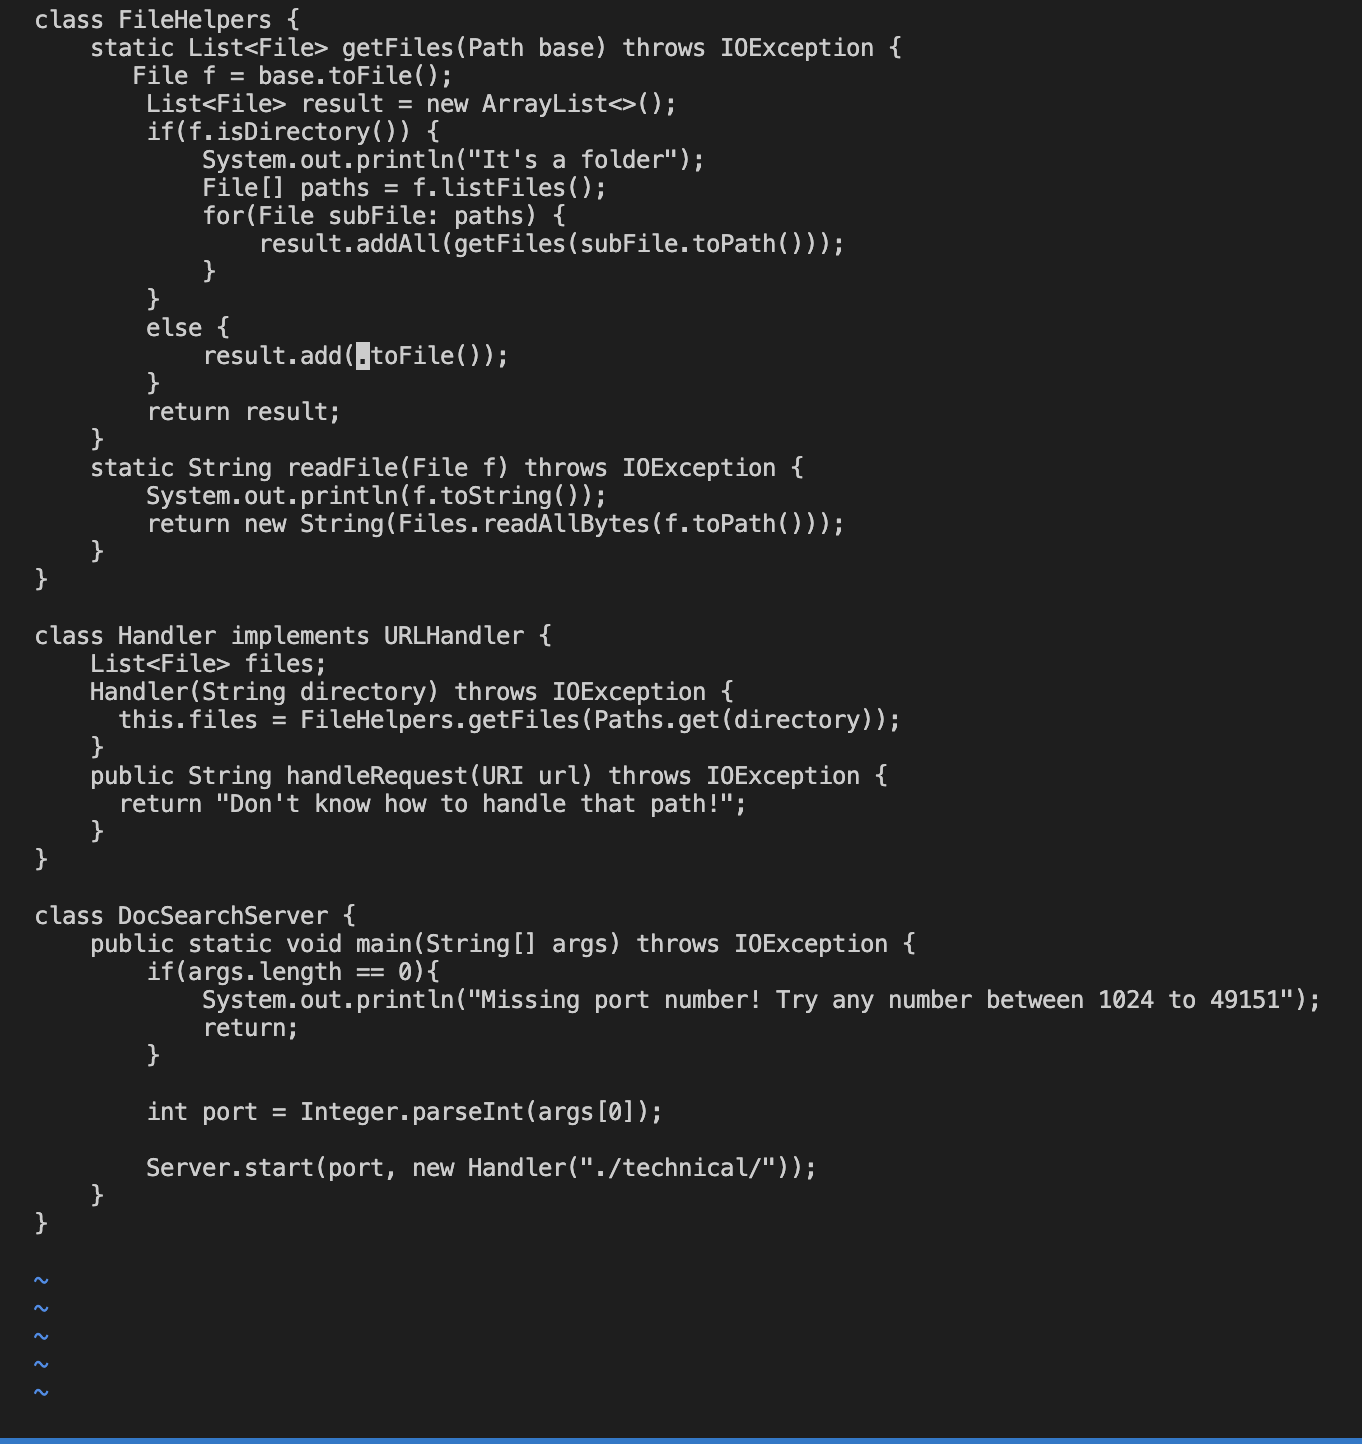 class FileHelpers {
    static List<File> getFiles(Path base) throws IOException {
       File f = base.toFile();
        List<File> result = new ArrayList<>();
        if(f.isDirectory()) {
            System.out.println("It's a folder");
            File[] paths = f.listFiles();
            for(File subFile: paths) {
                result.addAll(getFiles(subFile.toPath()));
            }
        }
        else {
            result.add(.toFile());
        }
        return result;
    }
    static String readFile(File f) throws IOException {
        System.out.println(f.toString());
        return new String(Files.readAllBytes(f.toPath()));
    }
}

class Handler implements URLHandler {
    List<File> files;
    Handler(String directory) throws IOException {
      this.files = FileHelpers.getFiles(Paths.get(directory));
    }
    public String handleRequest(URI url) throws IOException {
      return "Don't know how to handle that path!";
    }
}

class DocSearchServer {
    public static void main(String[] args) throws IOException {
        if(args.length == 0){
            System.out.println("Missing port number! Try any number between 1024 to 49151");
            return;
        }

        int port = Integer.parseInt(args[0]);

        Server.start(port, new Handler("./technical/"));
    }
}

~
~
~
~
~